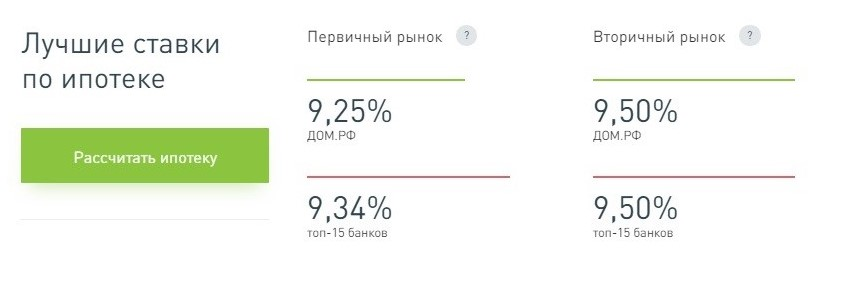 Лучшие ставки
по ипотеке
Рассчитать ипотеку
Первичный рынок ?
9,25%
ДОМ.РФ
9,34%
топ-15 банков
Вторичный рынок ?
9,50%
ДОМ.РФ
9,50%
топ-15 банков